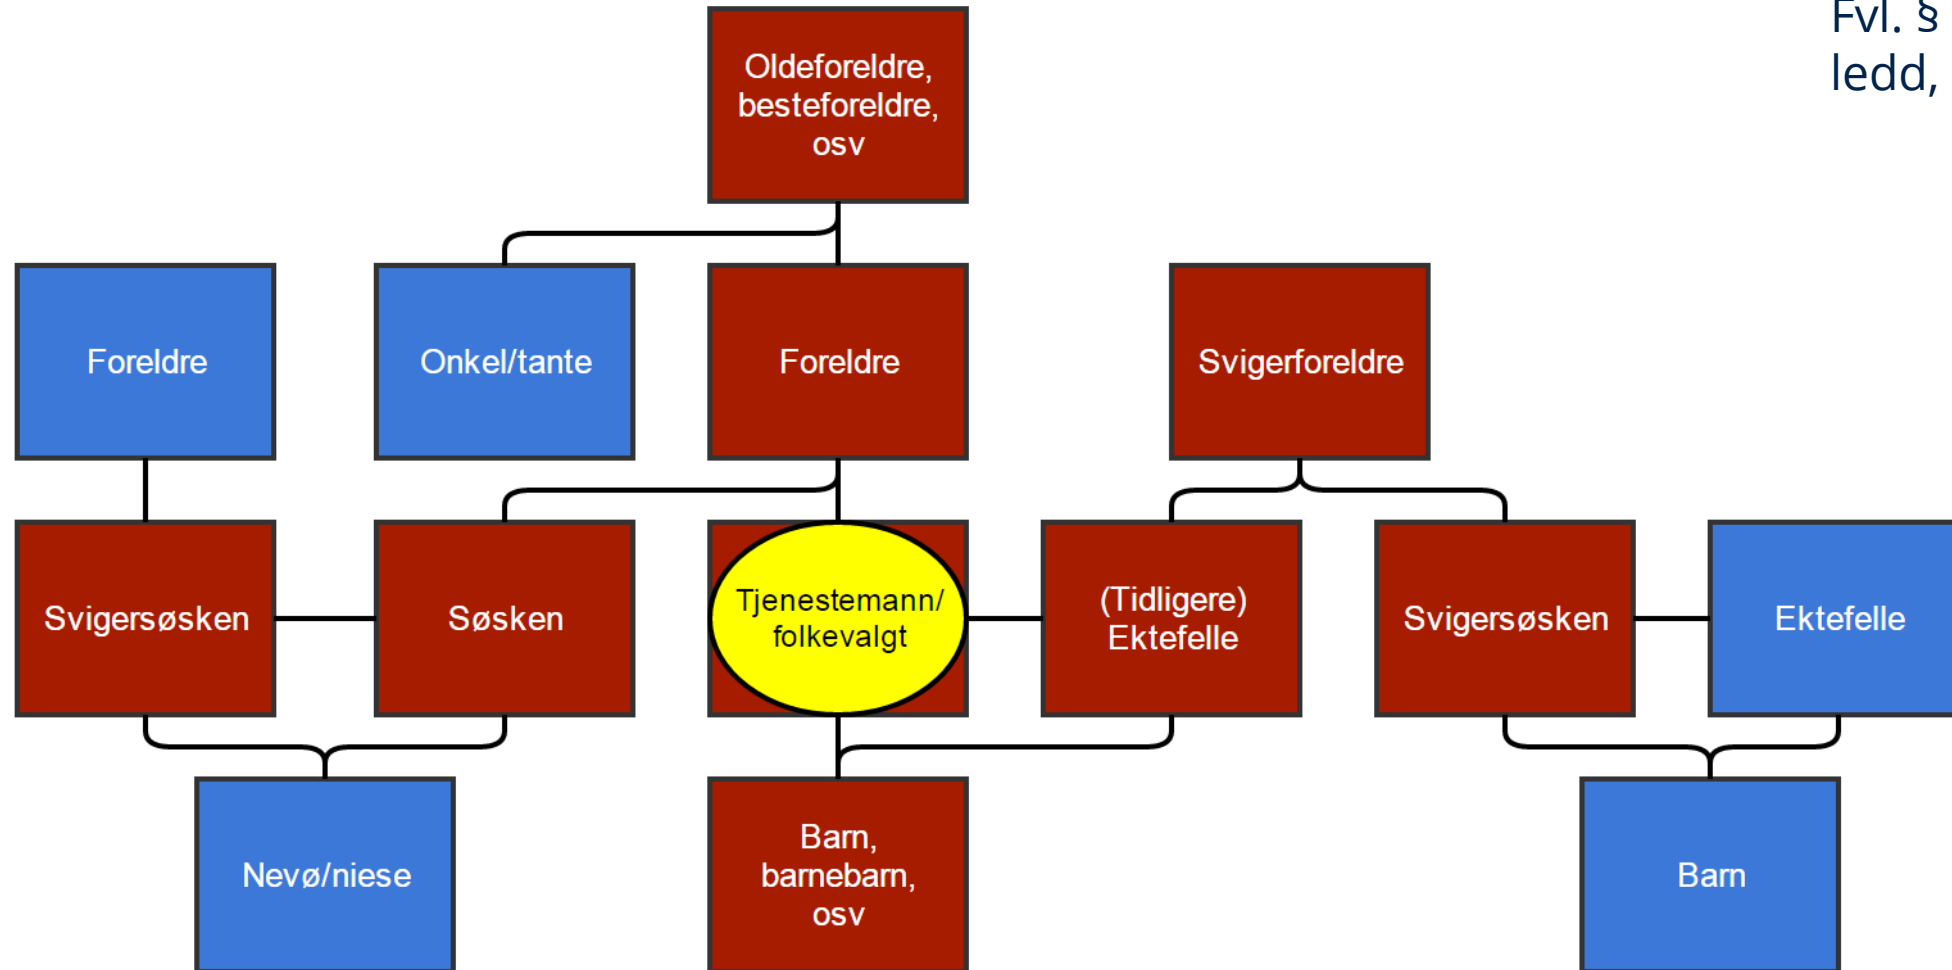 Fvl. §
ledd,
Oldeforeldre,
besteforeldre,
osv
Foreldre
Onkel/tante
Foreldre
Svigerforeldre
Svigersøsken
Søsken
Tjenestemann/
folkevalgt
(Tidligere)
Ektefelle
Svigersøsken
Ektefelle
Nevø/niese
Barn,
barnebarn,
osv
Barn